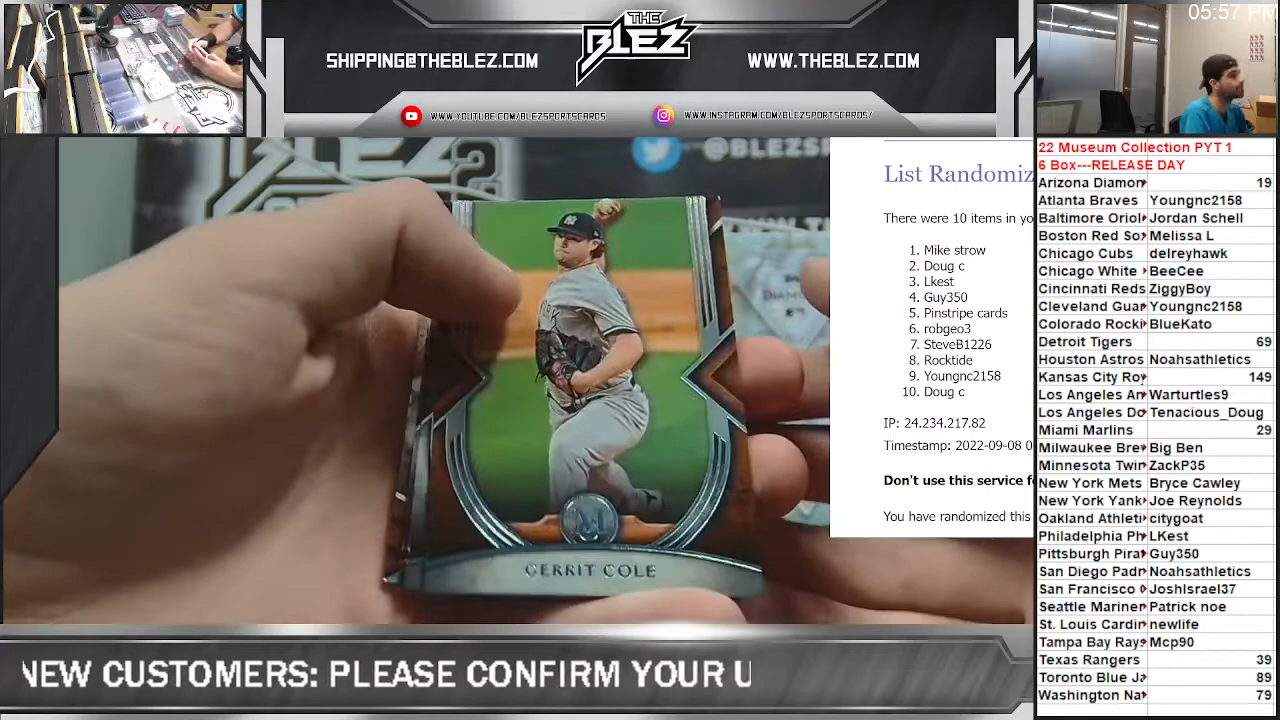 05:57 PM
THE
BLEZ
SHIPPING@THEBLEZ.COM
WWW.THEBLEZ.COM
WWW.YOUTUBE.COM/BLEZSPORTSCARDS
WWW.INSTAGRAM.COM/BLEZSPORTSCARDS/
@BLEZSP
List Randomiz
There were 10 items in yo
1. Mike strow
2. Doug c
3. Lkest
4. Guy350
5. Pinstripe cards
6. robgeo3
7. SteveB1226
8. Rocktide
9. Youngnc2158
10. Doug c
IP: 24.234.217.82
Timestamp: 2022-09-08 0
Don't use this service f
You have randomized this
M
GERRIT COLE
NEW CUSTOMERS: PLEASE CONFIRM YOUR U
22 Museum Collection PYT 1
6 Box---RELEASE DAY
Arizona Diamon 19
Atlanta Braves Youngnc2158
Baltimore Oriol Jordan Schell
Boston Red So Melissa L
Chicago Cubs delreyhawk
Chicago White BeeCee
Cincinnati Reds ZiggyBoy
Cleveland Guar Youngnc2158
Colorado Rocki BlueKato
Detroit Tigers 69
Houston Astros Noahsathletics
Kansas City Roy 149
Los Angeles An Warturtles9
Los Angeles Do Tenacious_Doug
Miami Marlins 29
Milwaukee Brew Big Ben
Minnesota Twin ZackP35
New York Mets Bryce Cawley
New York Yank Joe Reynolds
Oakland Athleti citygoat
Philadelphia Ph LKest
Pittsburgh Pirat Guy350
San Diego Padr Noahsathletics
San Francisco G JoshIsrael37
Seattle Mariner Patrick noe
St. Louis Cardin newlife
Tampa Bay Rays Mcp90
Texas Rangers 39
Toronto Blue Ja 89
Washington Na 79